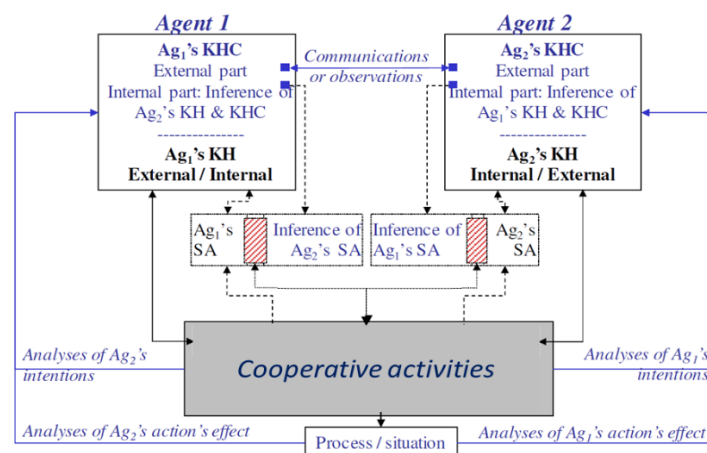 Agent 1
Agent 2
Ag₁'s KHC
External part
Internal part: Inference of
Ag₂'s KH & KHC
---------------
Ag₁'s KH
External / Internal
Communications
or observations
Ag₂'s KHC
External part
Internal part: Inference of
Ag₁'s KH & KHC
---------------
Ag₂'s KH
Internal / External
Ag₁'s
SA
Inference of
Ag₂'s SA
Inference of
Ag₁'s SA
Ag₂'s
SA
Cooperative activities
Analyses of Ag₂'s
intentions
Analyses of Ag₁'s
intentions
Analyses of Ag₂'s action's effect
Process / situation
Analyses of Ag₁'s action's effect